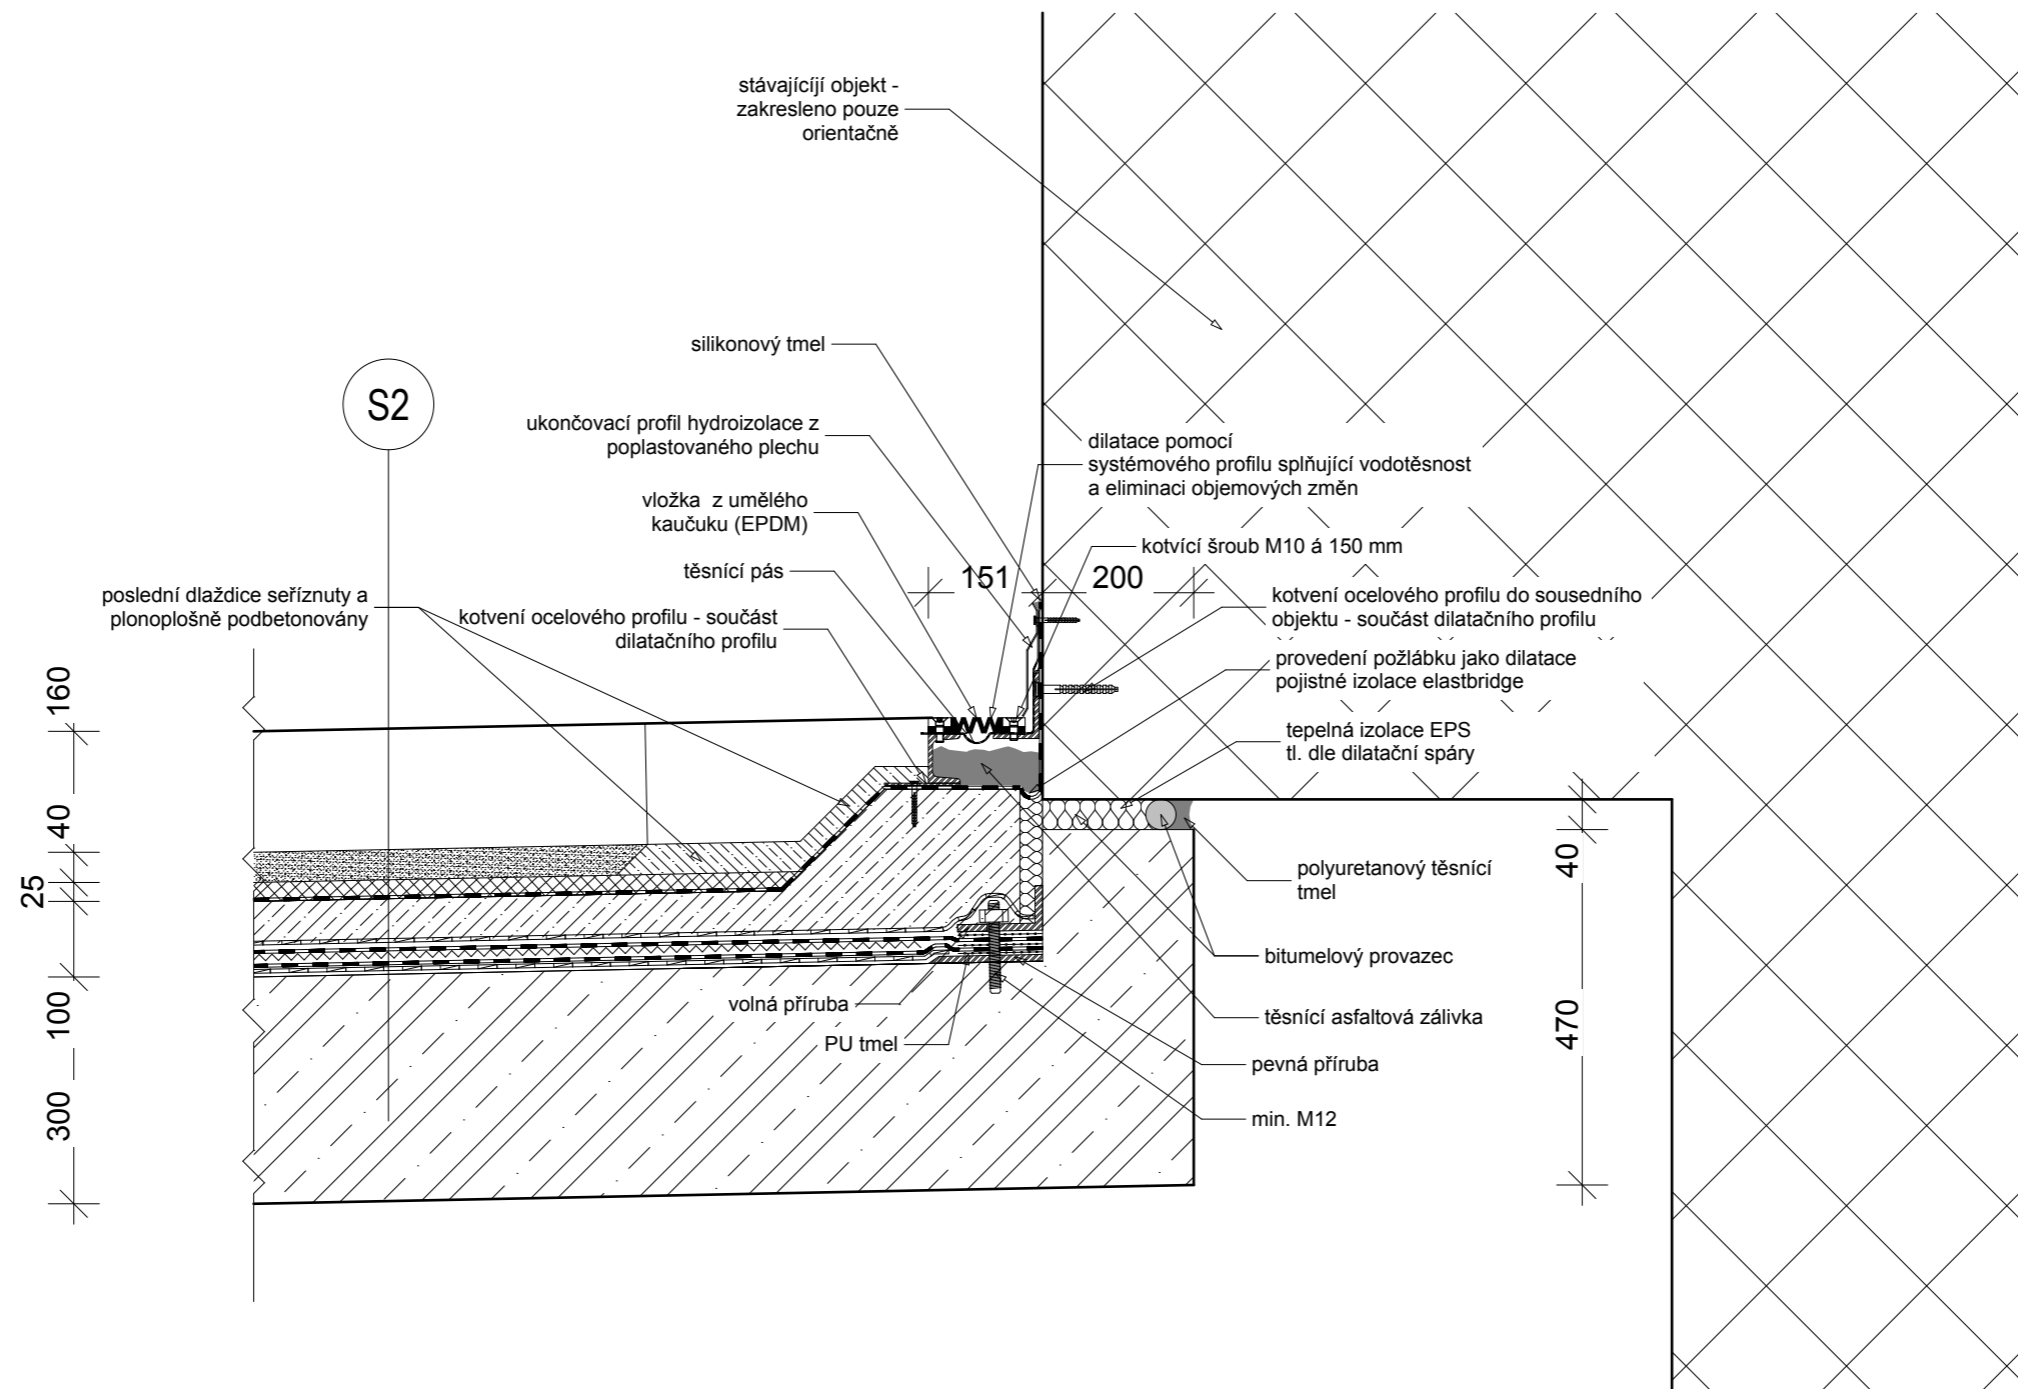 stávajícíjí objekt -
zakresleno pouze
orientačně
silikonový tmel
S2
ukončovací profil hydroizolace z
poplastovaného plechu
dilatace pomocí
systémového profilu splňující vodotěsnost
a eliminaci objemových změn
vložka z umělého
kaučuku (EPDM)
kotvící šroub M10 á 150 mm
těsnící pás
151
200
poslední dlaždice seříznuty a
plonoplošně podbetonovány
kotvení ocelového profilu - součást
dilatačního profilu
kotvení ocelového profilu do sousedního
objektu - součást dilatačního profilu
provedení požlábku jako dilatace
pojistné izolace elastbridge
tepelná izolace EPS
tl. dle dilatační spáry
160
40
25
100
300
40
470
polyuretanový těsnící
tmel
bitumelový provazec
volná příruba
těsnící asfaltová zálivka
PU tmel
pevná příruba
min. M12